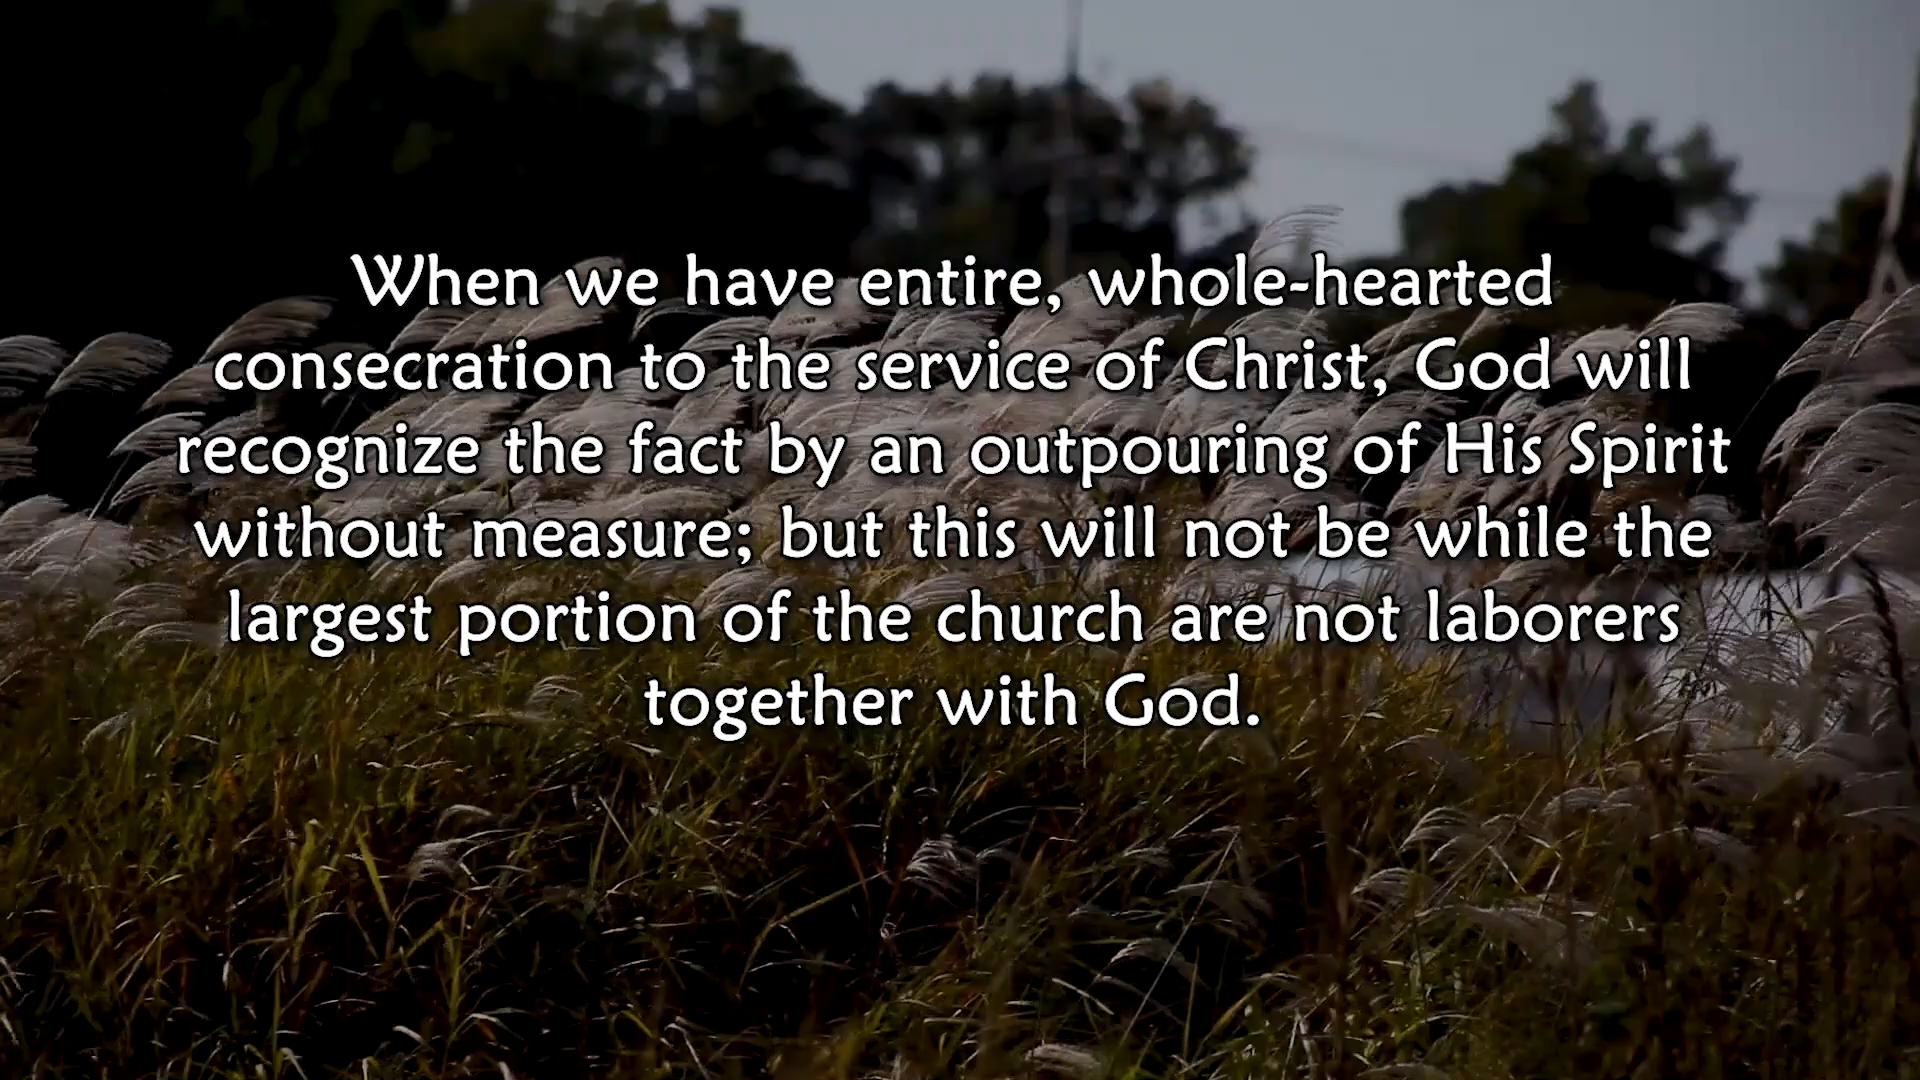 When we have entire, whole-hearted
consecration to the service of Christ, God will
recognize the fact by an outpouring of His Spirit
without measure; but this will not be while the
largest portion of the church are not laborers
together with God.